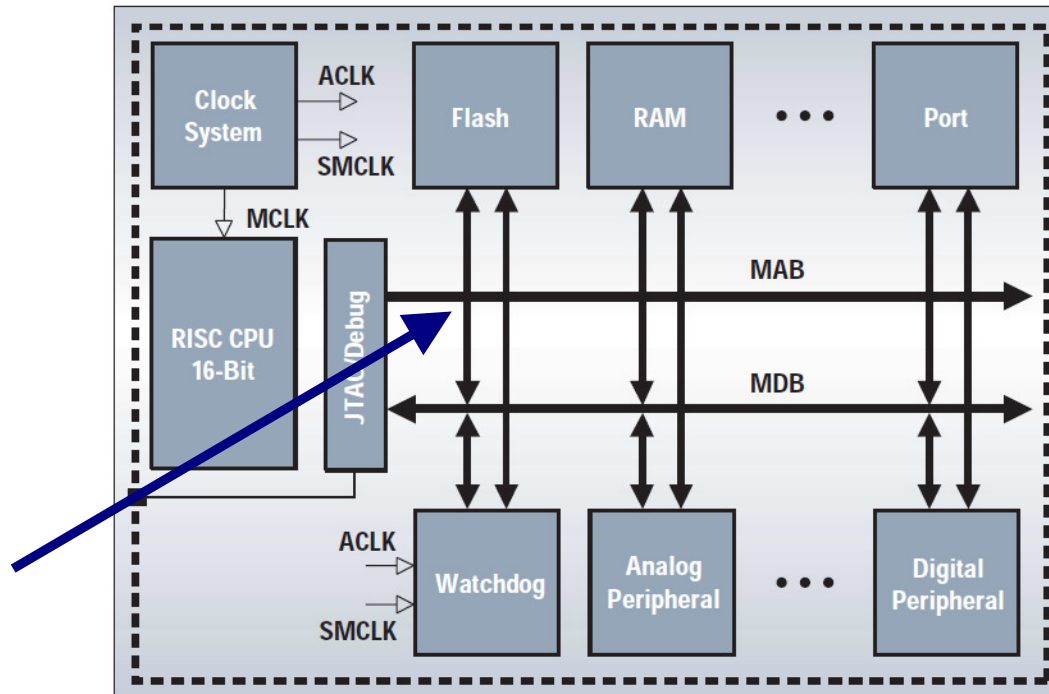 Clock
System
ACLK
SMCLK
MCLK
Flash
RAM
Port
RISC CPU
16-Bit
JTAG/Debug
MAB
MDB
ACLK
SMCLK
Watchdog
Analog
Peripheral
Digital
Peripheral